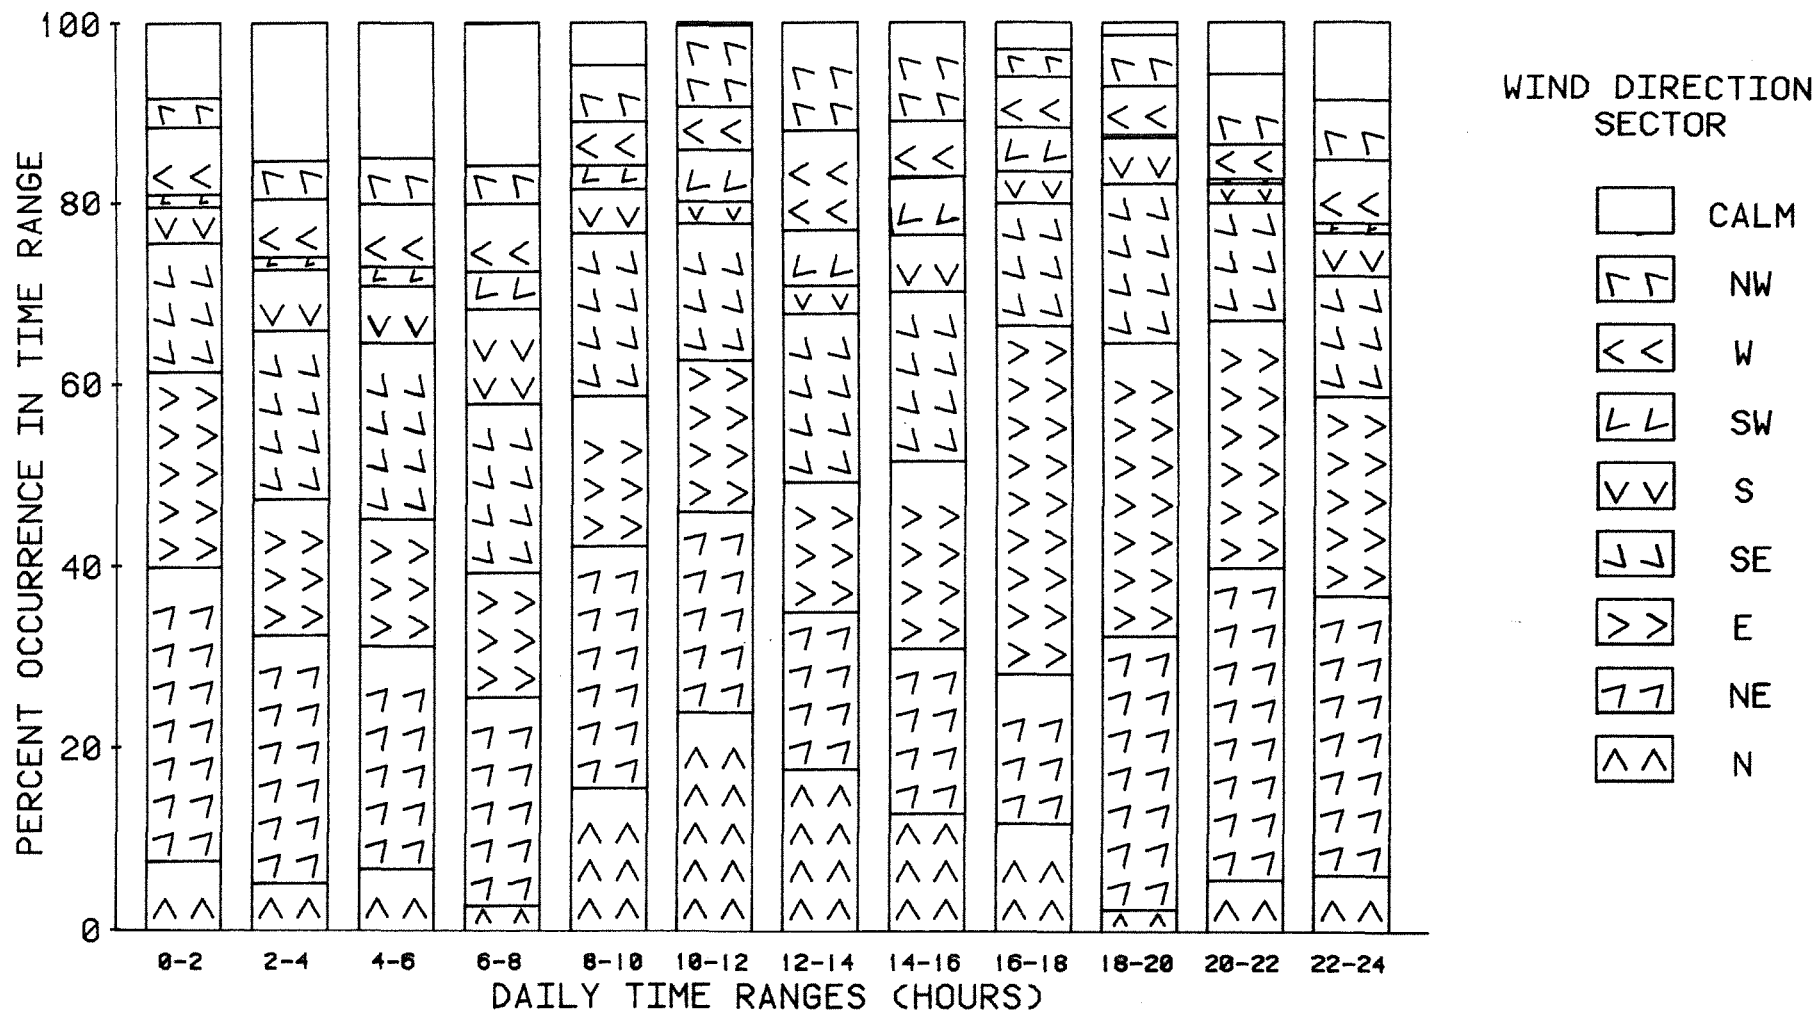 PERCENT OCCURRENCE IN TIME RANGE
100
80
60
40
20
0
0-2 2-4 4-6 6-8 8-10 10-12 12-14 14-16 16-18 18-20 20-22 22-24
DAILY TIME RANGES (HOURS)
WIND DIRECTION
SECTOR
CALM
NW
W
SW
S
SE
E
NE
N